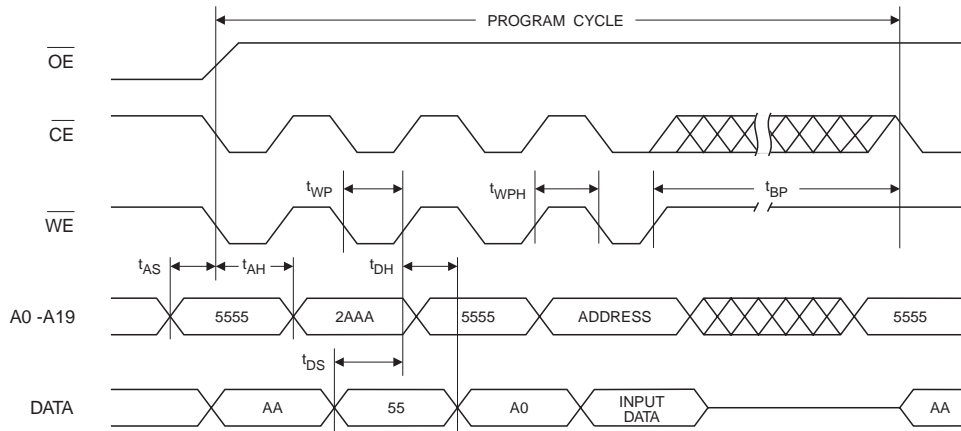 PROGRAM CYCLE
OE
CE
tWP
tWPH
tBP
WE
tAS
tAH
tDH
A0 -A19
5555
2AAA
5555
ADDRESS
5555
tDS
DATA
AA
55
A0
INPUT
DATA
AA